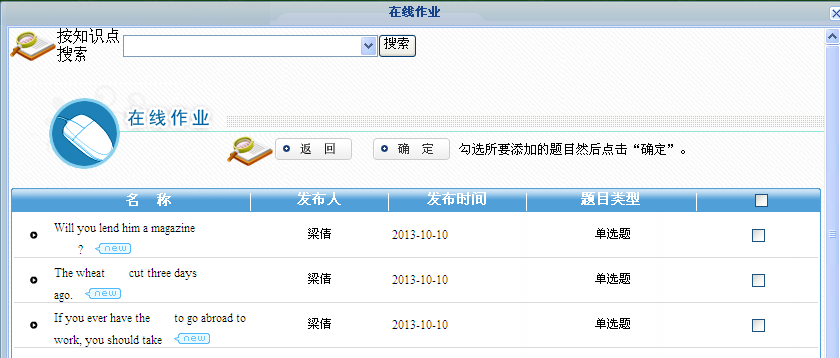 在线作业
按知识点
搜索
搜索
在线作业
返 回
确 定
勾选所要添加的题目然后点击“确定”。
名 称 发布人 发布时间 题目类型
Will you lend him a magazine
? new
梁倩 2013-10-10 单选题
The wheat cut three days
ago. new
梁倩 2013-10-10 单选题
If you ever have the to go abroad to
work, you should take new
梁倩 2013-10-10 单选题